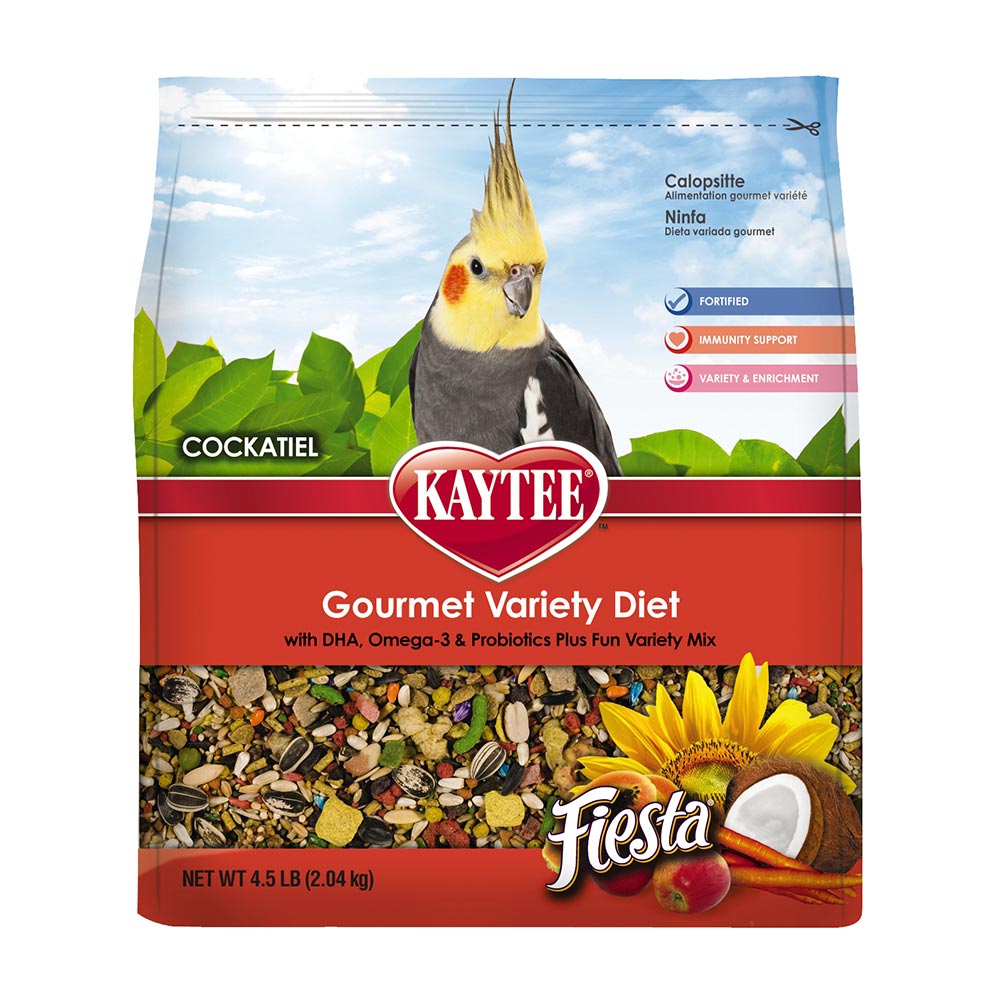 Calopsitte
Alimentation gourmet variété
Ninfa
Dieta variada gourmet
FORTIFIED
IMMUNITY SUPPORT
VARIETY & ENRICHMENT
COCKATIEL
KAYTEE®
™
Gourmet Variety Diet
with DHA, Omega-3 & Probiotics Plus Fun Variety Mix
Fiesta®
NET WT 4.5 LB (2.04 kg)